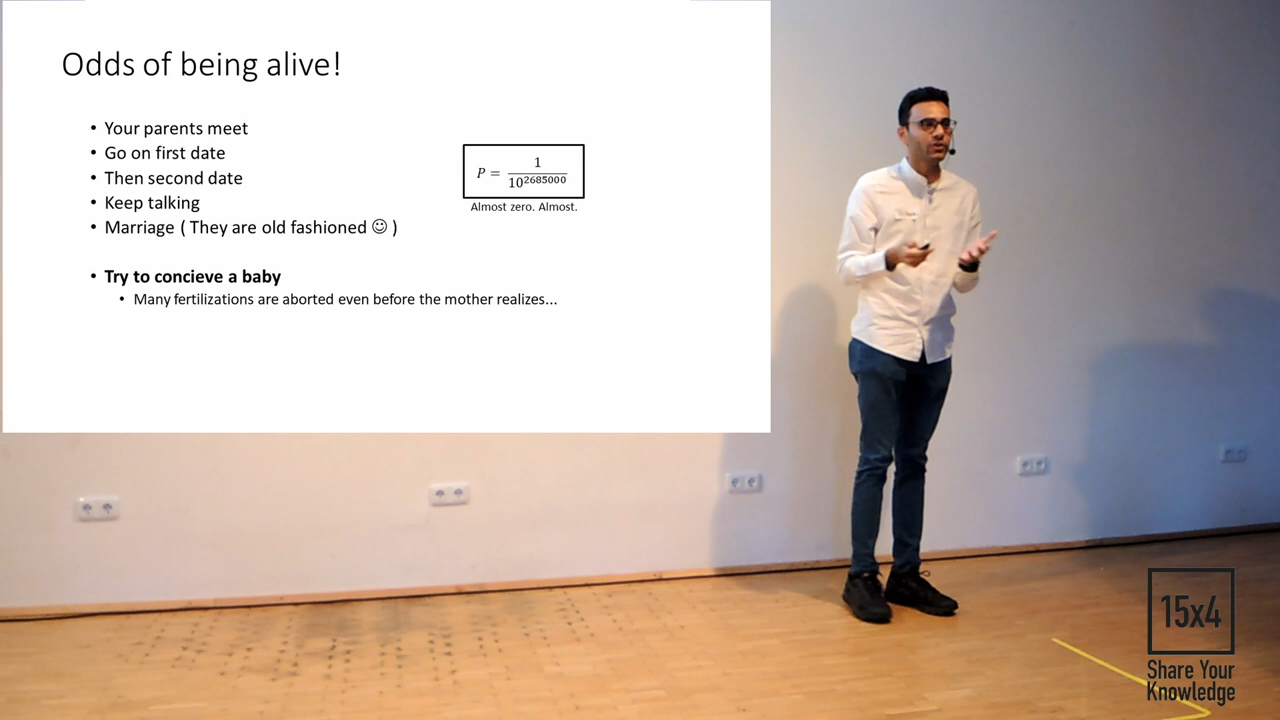 Odds of being alive!
• Your parents meet
• Go on first date
• Then second date
• Keep talking
• Marriage ( They are old fashioned ☺ )
• Try to concieve a baby
• Many fertilizations are aborted even before the mother realizes...
P = 1/10^2685000
Almost zero. Almost.
15x4
Share Your
Knowledge